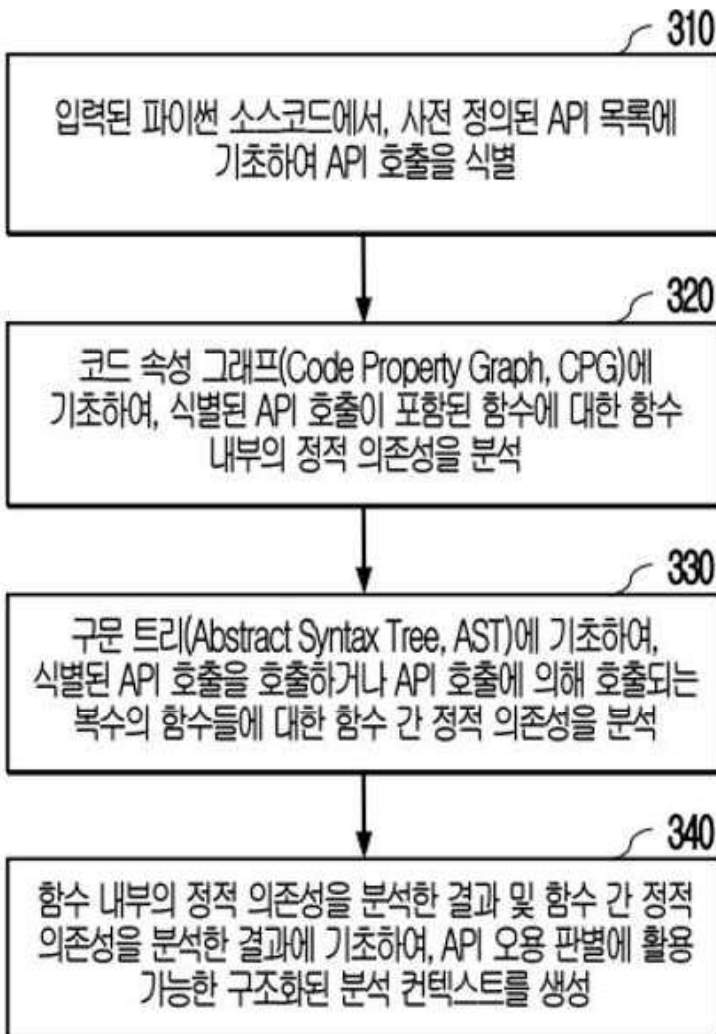 310
입력된 파이썬 소스코드에서, 사전 정의된 API 목록에
기초하여 API 호출을 식별
320
코드 속성 그래프(Code Property Graph, CPG)에
기초하여, 식별된 API 호출이 포함된 함수에 대한 함수
내부의 정적 의존성을 분석
330
구문 트리(Abstract Syntax Tree, AST)에 기초하여,
식별된 API 호출을 호출하거나 API 호출에 의해 호출되는
복수의 함수들에 대한 함수 간 정적 의존성을 분석
340
함수 내부의 정적 의존성을 분석한 결과 및 함수 간 정적
의존성을 분석한 결과에 기초하여, API 오용 판별에 활용
가능한 구조화된 분석 컨텍스트를 생성